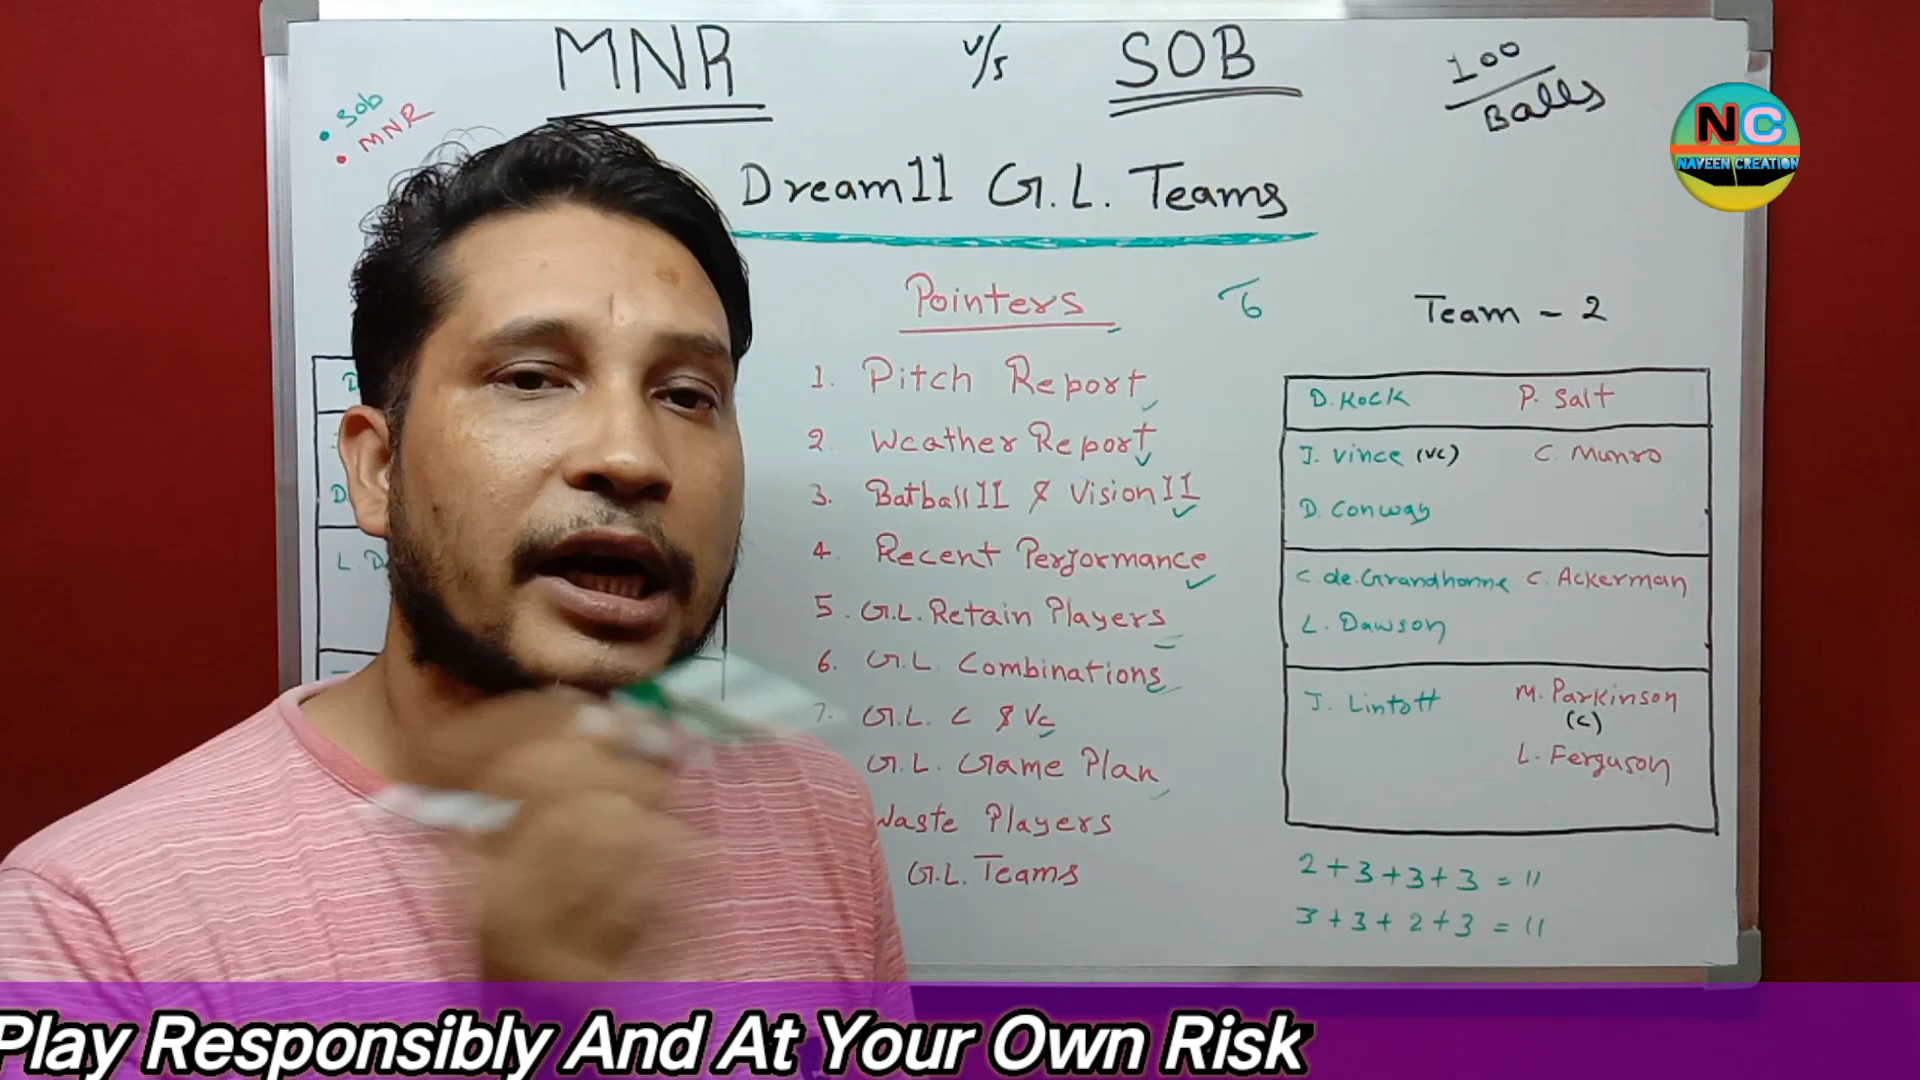 MNR v/s SOB
100
Balls
• SOb
• MNR
NC
NAVEEN CREATION
Dream11 G.L. Teams
Pointers
1. Pitch Report
2. Weather Report
3. Batball11 & Vision11
4. Recent Performance
5. G.L. Retain Players
6. G.L. Combinations
7. G.L. C & Vc
G.L. Game Plan
Players
G.L. Teams
Team - 2
D. Kock P. Salt
J. Vince (vc) C. Munro
D. Conway
C. de. Grandhomme C. Ackerman
L. Dawson
J. Lintott M. Parkinson
(C)
L. Ferguson
2 + 3 + 3 + 3 = 11
3 + 3 + 2 + 3 = 11
Play Responsibly And At Your Own Risk